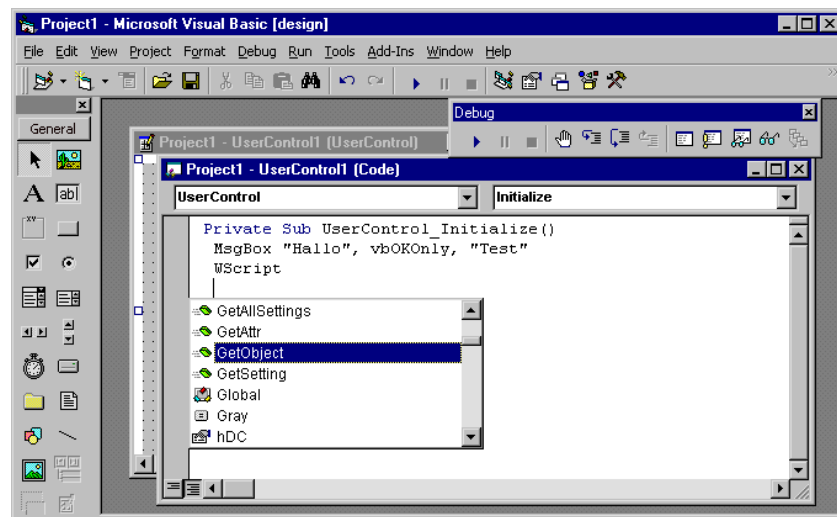 Project1 - Microsoft Visual Basic [design]
File Edit View Project Format Debug Run Tools Add-Ins Window Help
General
Debug
Project1 - UserControl1 (UserControl)
Project1 - UserControl1 (Code)
A ab|
UserControl Initialize
XY
Private Sub UserControl_Initialize()
MsgBox "Hallo", vbOKOnly, "Test"
WScript
GetAllSettings
GetAttr
GetObject
GetSetting
Global
Gray
hDC